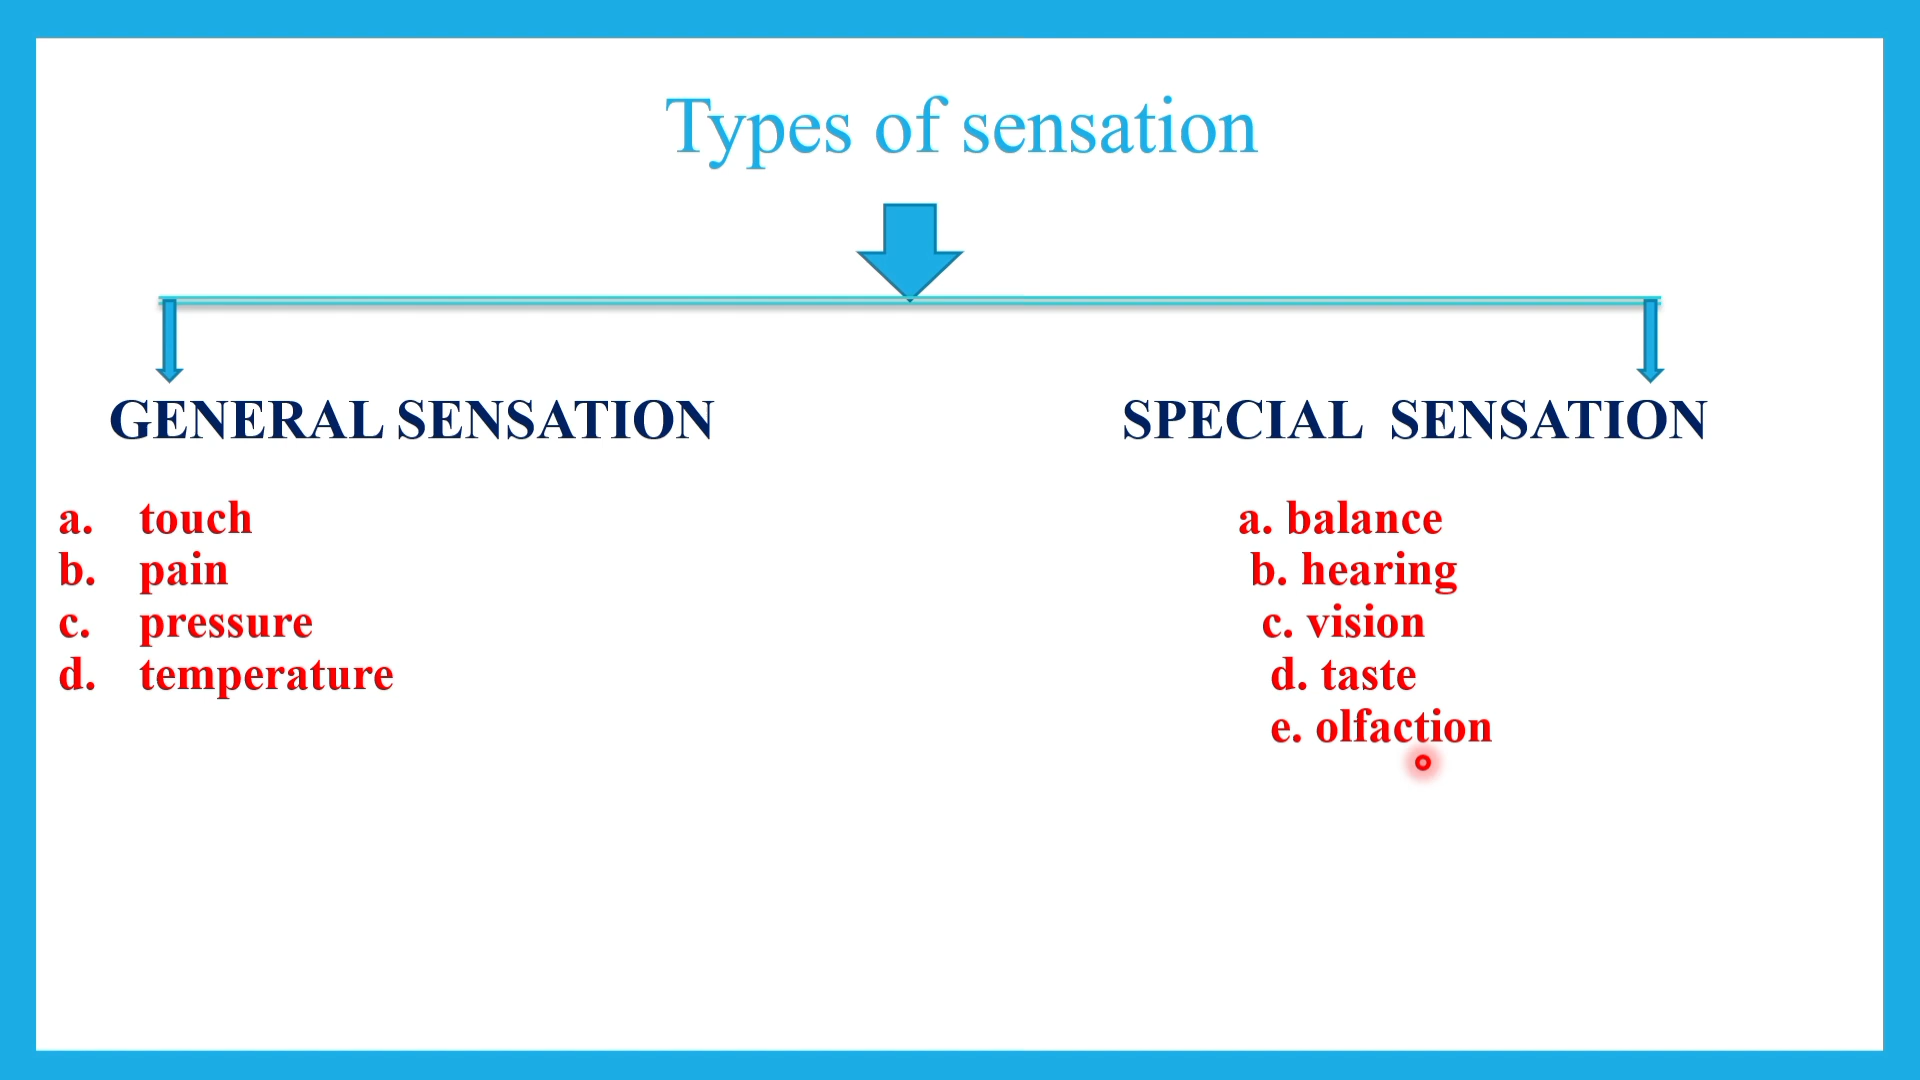 Types of sensation
GENERAL SENSATION
a. touch
b. pain
c. pressure
d. temperature
SPECIAL SENSATION
a. balance
b. hearing
c. vision
d. taste
e. olfaction